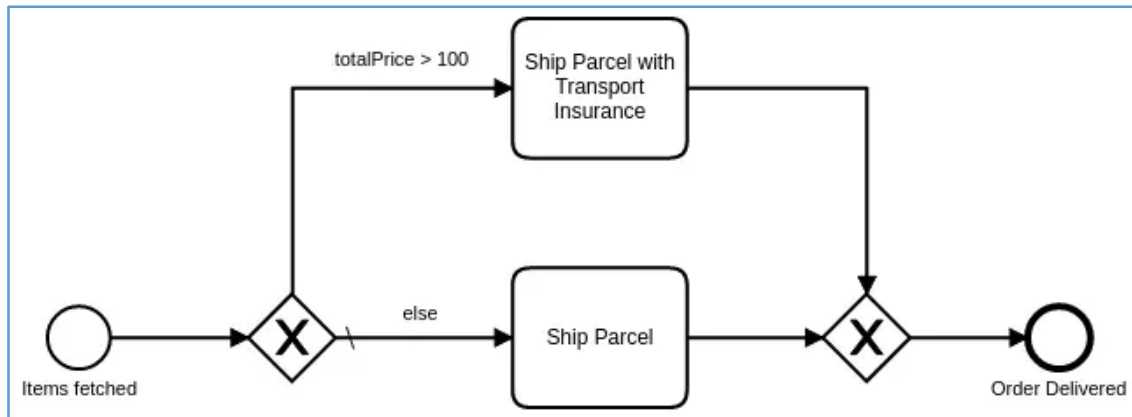 totalPrice > 100
Ship Parcel with
Transport
Insurance
else
Ship Parcel
X
X
Items fetched
Order Delivered